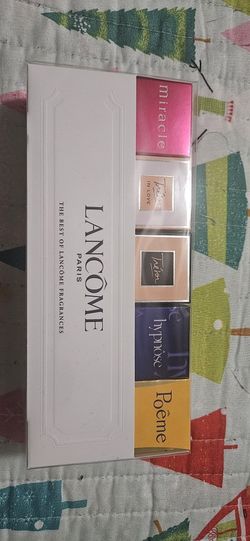 LANCÔME
PARIS
THE BEST OF LANCÔME FRAGRANCES
miracle
Trésor
IN LOVE
Trésor
hypnôse
Poême